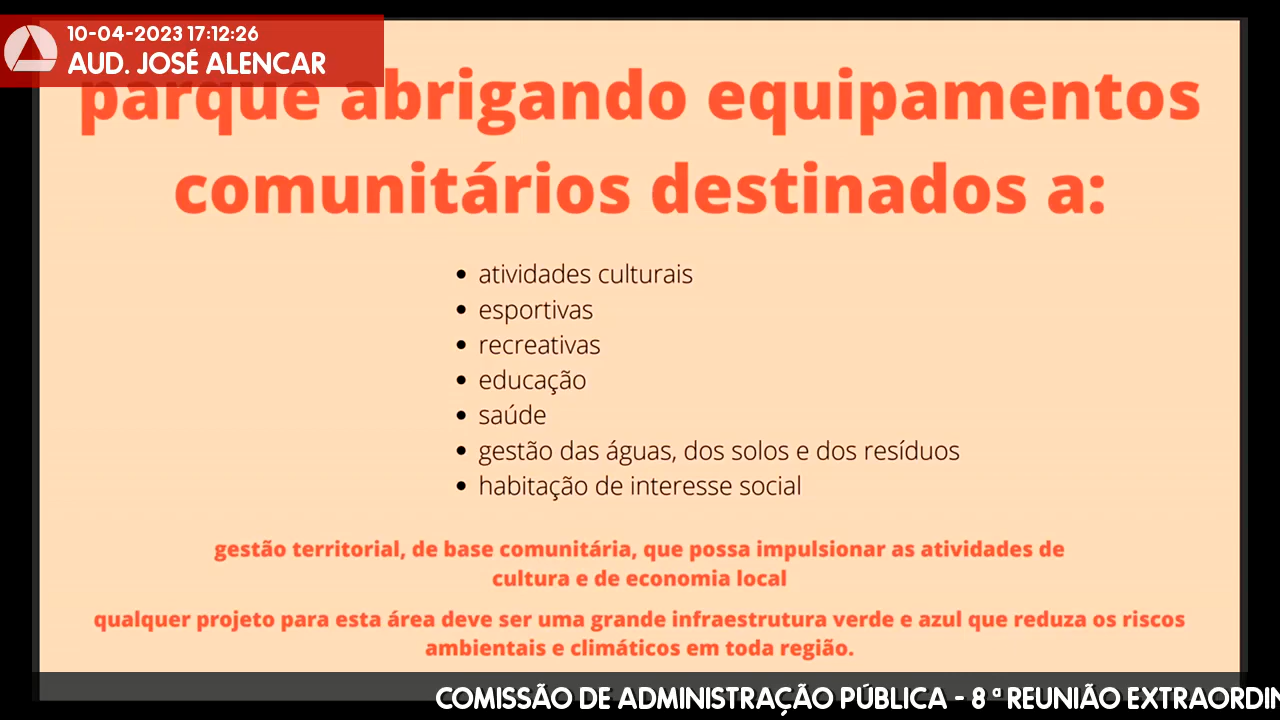 10-04-2023 17:12:26
AUD. JOSÉ ALENCAR
parque abrigando equipamentos
comunitários destinados a:
• atividades culturais
• esportivas
• recreativas
• educação
• saúde
• gestão das águas, dos solos e dos resíduos
• habitação de interesse social
gestão territorial, de base comunitária, que possa impulsionar as atividades de
cultura e de economia local
qualquer projeto para esta área deve ser uma grande infraestrutura verde e azul que reduza os riscos
ambientais e climáticos em toda região.
COMISSÃO DE ADMINISTRAÇÃO PÚBLICA - 8ª REUNIÃO EXTRAORDIN